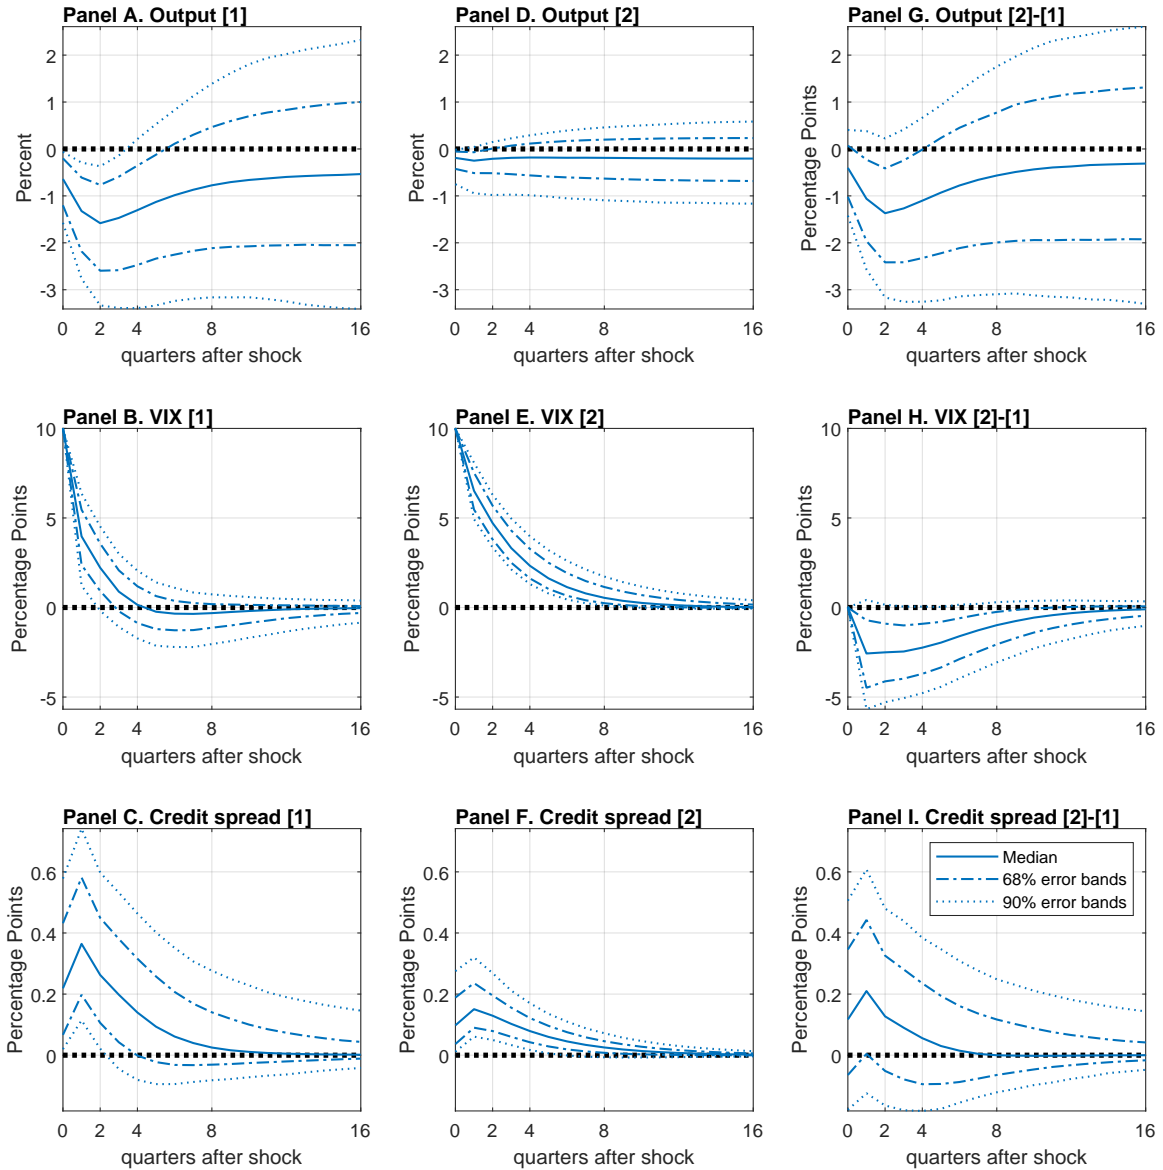 Panel A. Output [1]
Percent
2
1
0
-1
-2
-3
0 2 4 8 16
quarters after shock
Panel D. Output [2]
Percent
2
1
0
-1
-2
-3
0 2 4 8 16
quarters after shock
Panel G. Output [2]-[1]
Percentage Points
2
1
0
-1
-2
-3
0 2 4 8 16
quarters after shock
Panel B. VIX [1]
Percentage Points
10
5
0
-5
0 2 4 8 16
quarters after shock
Panel E. VIX [2]
Percentage Points
10
5
0
-5
0 2 4 8 16
quarters after shock
Panel H. VIX [2]-[1]
Percentage Points
10
5
0
-5
0 2 4 8 16
quarters after shock
Panel C. Credit spread [1]
Percentage Points
0.6
0.4
0.2
0
0 2 4 8 16
quarters after shock
Panel F. Credit spread [2]
Percentage Points
0.6
0.4
0.2
0
0 2 4 8 16
quarters after shock
Panel I. Credit spread [2]-[1]
Percentage Points
0.6
0.4
0.2
0
Median
68% error bands
90% error bands
0 2 4 8 16
quarters after shock